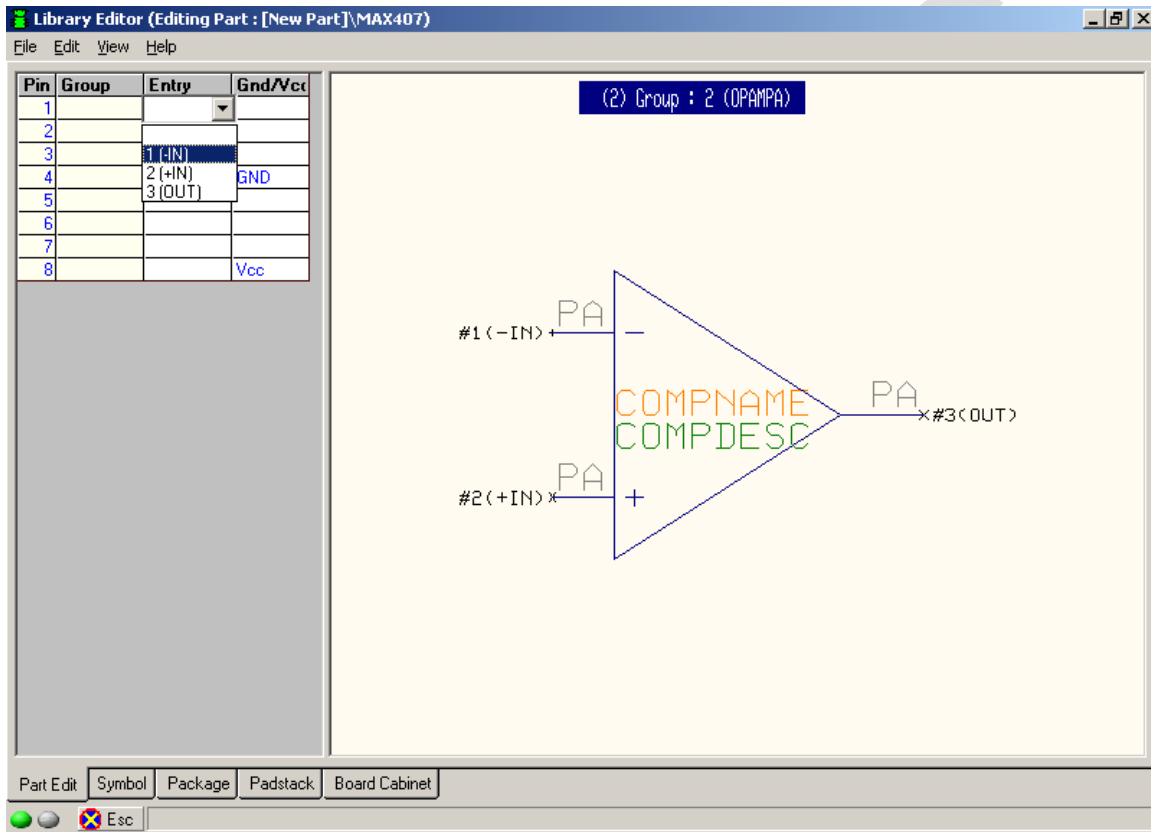 Library Editor (Editing Part : [New Part]\MAX407)
File Edit View Help
Pin Group Entry Gnd/Vcc
1
2
3
4 GND
5
6
7
8 Vcc
1 (-IN)
2 (+IN)
3 (OUT)
(2) Group : 2 (OPAMPA)
PA
#1(-IN)
−
COMPNAME
COMPDESC
PA
#3(OUT)
PA
#2(+IN)
+
Part Edit Symbol Package Padstack Board Cabinet
Esc